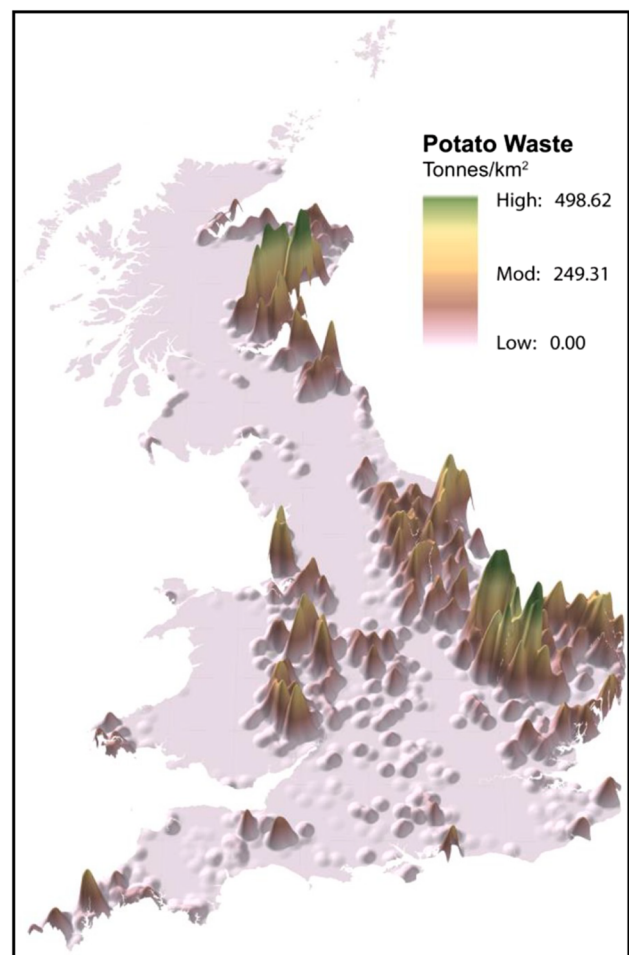 Potato Waste
Tonnes/km²
High: 498.62
Mod: 249.31
Low: 0.00